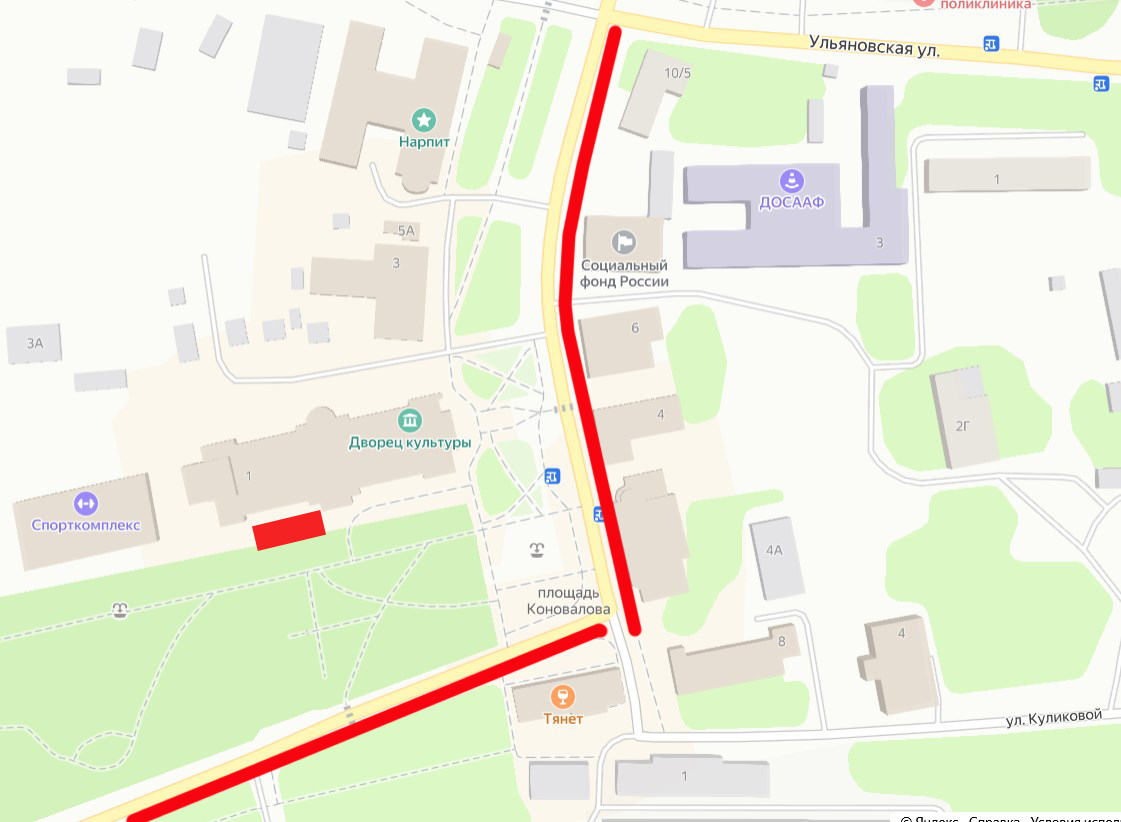 поликлиника
Ульяновская ул.
10/5
Нарпит
1
ДОСААФ
5А
3
3
Социальный
фонд России
6
3А
4
Дворец культуры
2Г
1
Спорткомплекс
4А
площадь
Коновалова
4
8
Тянёт
ул. Куликовой
1